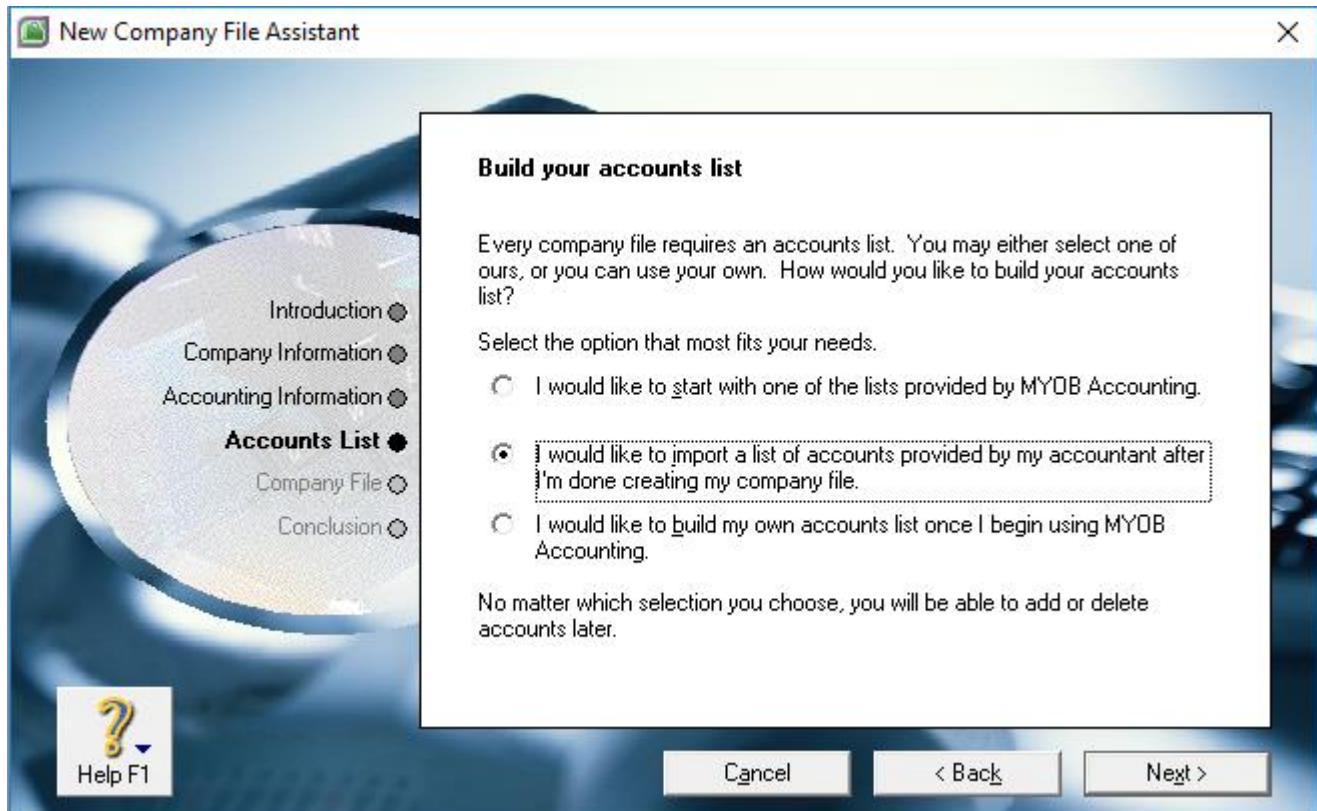 New Company File Assistant
Build your accounts list
Every company file requires an accounts list. You may either select one of
ours, or you can use your own. How would you like to build your accounts
list?
Select the option that most fits your needs.
I would like to start with one of the lists provided by MYOB Accounting.
I would like to import a list of accounts provided by my accountant after
I'm done creating my company file.
I would like to build my own accounts list once I begin using MYOB
Accounting.
No matter which selection you choose, you will be able to add or delete
accounts later.
Introduction
Company Information
Accounting Information
Accounts List
Company File
Conclusion
?
Help F1
Cancel
< Back
Next >